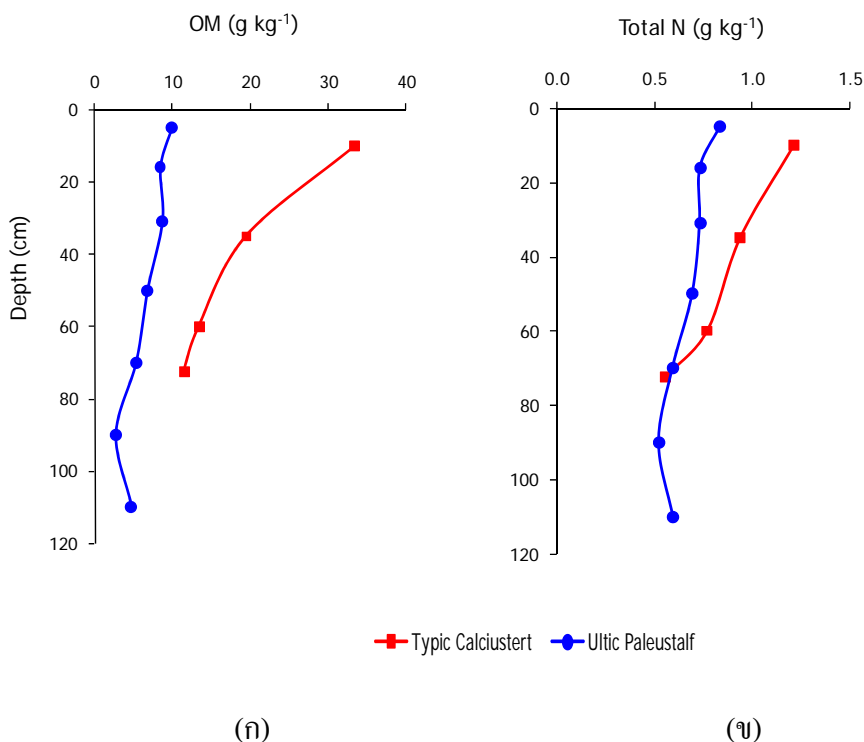 OM (g kg⁻¹)
0 10 20 30 40
0
20
40
60
80
100
120
Depth (cm)
Total N (g kg⁻¹)
0.0 0.5 1.0 1.5
0
20
40
60
80
100
120
Typic Calciustert Ultic Paleustalf
(ก) (ข)